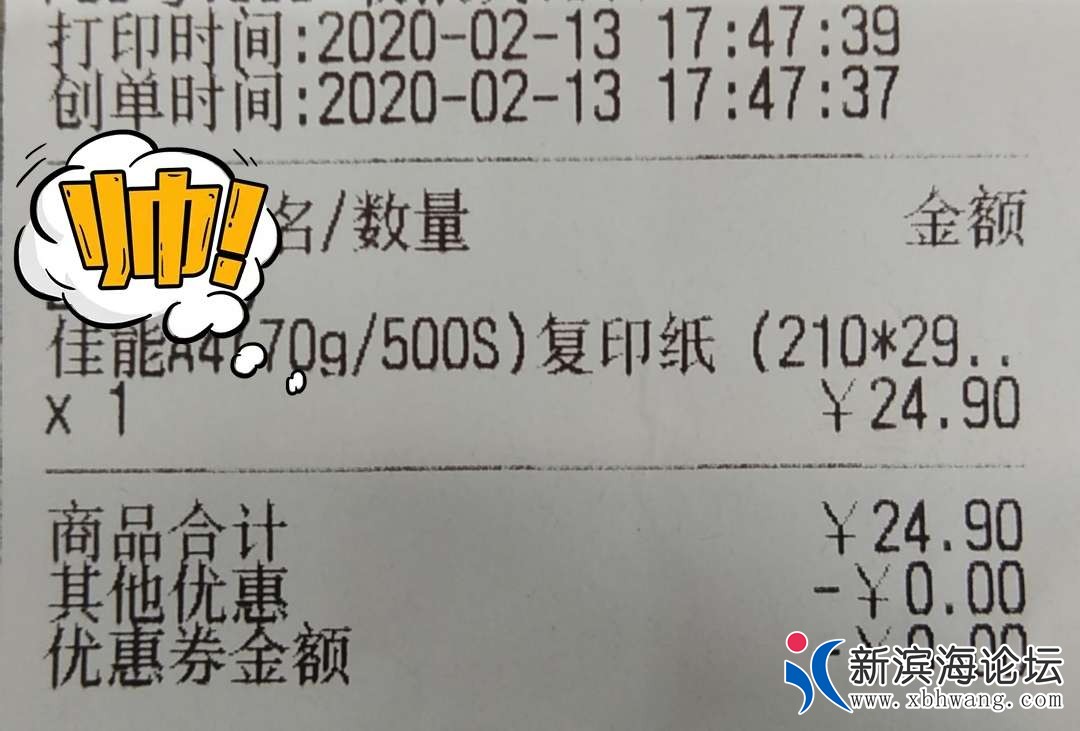 打印时间:2020-02-13 17:47:39
创单时间:2020-02-13 17:47:37
帅!
名/数量 金额
佳能A4 70g/500S)复印纸 (210*29..
x 1 ￥24.90
商品合计 ￥24.90
其他优惠 -￥0.00
优惠券金额 -￥0.00
新滨海论坛
www.xbhwang.com